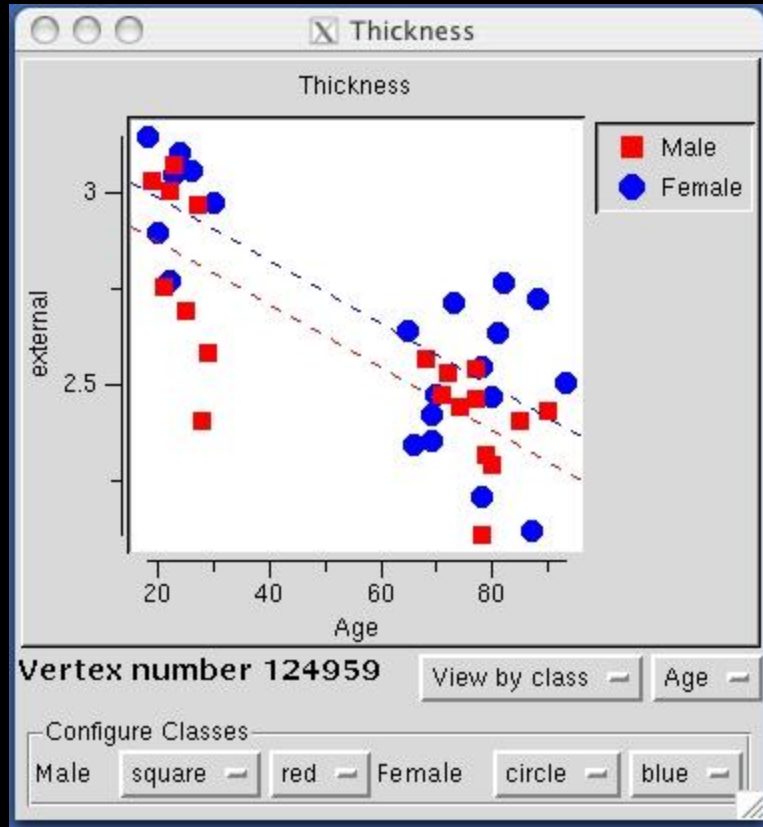 Thickness
Thickness
Male
Female
3
2.5
external
20 40 60 80
Age
Vertex number 124959
View by class
Age
Configure Classes
Male square red Female circle blue